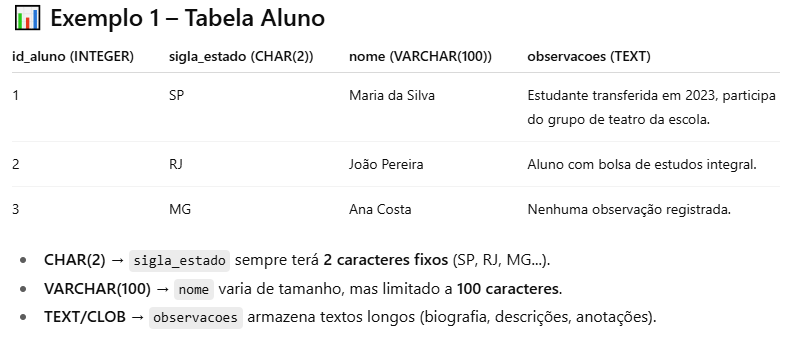 📊 Exemplo 1 – Tabela Aluno
id_aluno (INTEGER) sigla_estado (CHAR(2)) nome (VARCHAR(100)) observacoes (TEXT)
1 SP Maria da Silva Estudante transferida em 2023, participa
do grupo de teatro da escola.
2 RJ João Pereira Aluno com bolsa de estudos integral.
3 MG Ana Costa Nenhuma observação registrada.
• CHAR(2) → sigla_estado sempre terá 2 caracteres fixos (SP, RJ, MG...).
• VARCHAR(100) → nome varia de tamanho, mas limitado a 100 caracteres.
• TEXT/CLOB → observacoes armazena textos longos (biografia, descrições, anotações).